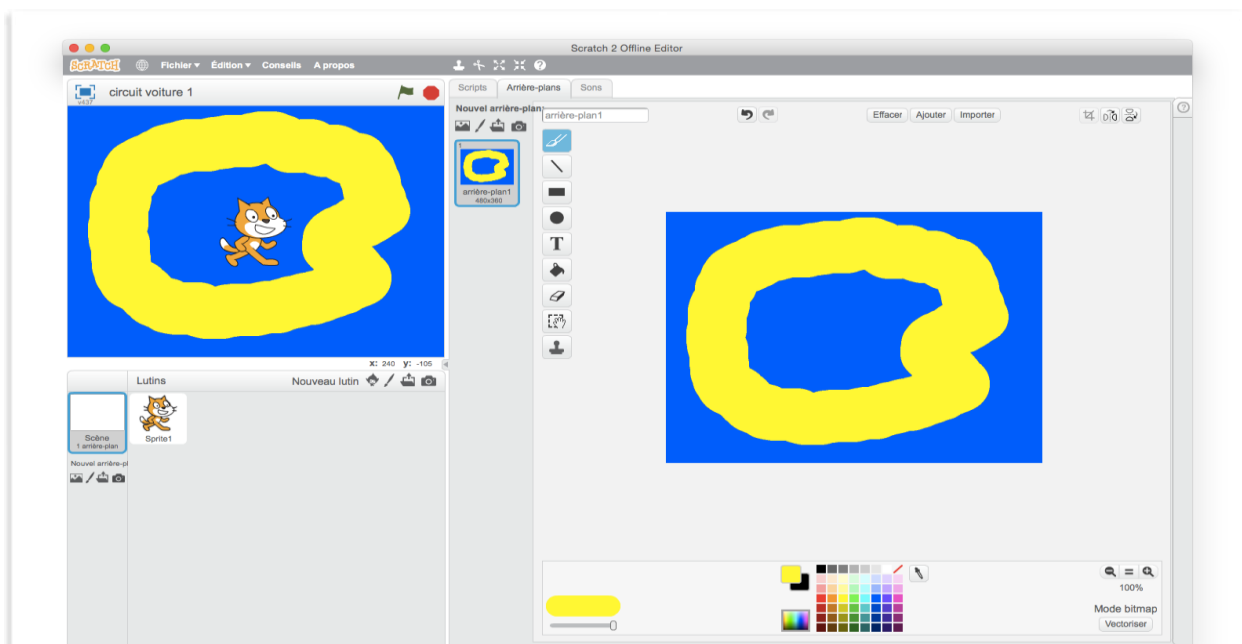 Scratch 2 Offline Editor
SCRATCH Fichier Édition Conseils A propos
v437
circuit voiture 1
Scripts Arrière-plans Sons
Nouvel arrière-plan:
arrière-plan1
Effacer Ajouter Importer
1
arrière-plan1
480x360
T
x: 240 y: -105
Lutins
Nouveau lutin
Scène
1 arrière-plan
Sprite1
Nouvel arrière-pl
100%
Mode bitmap
Vectoriser